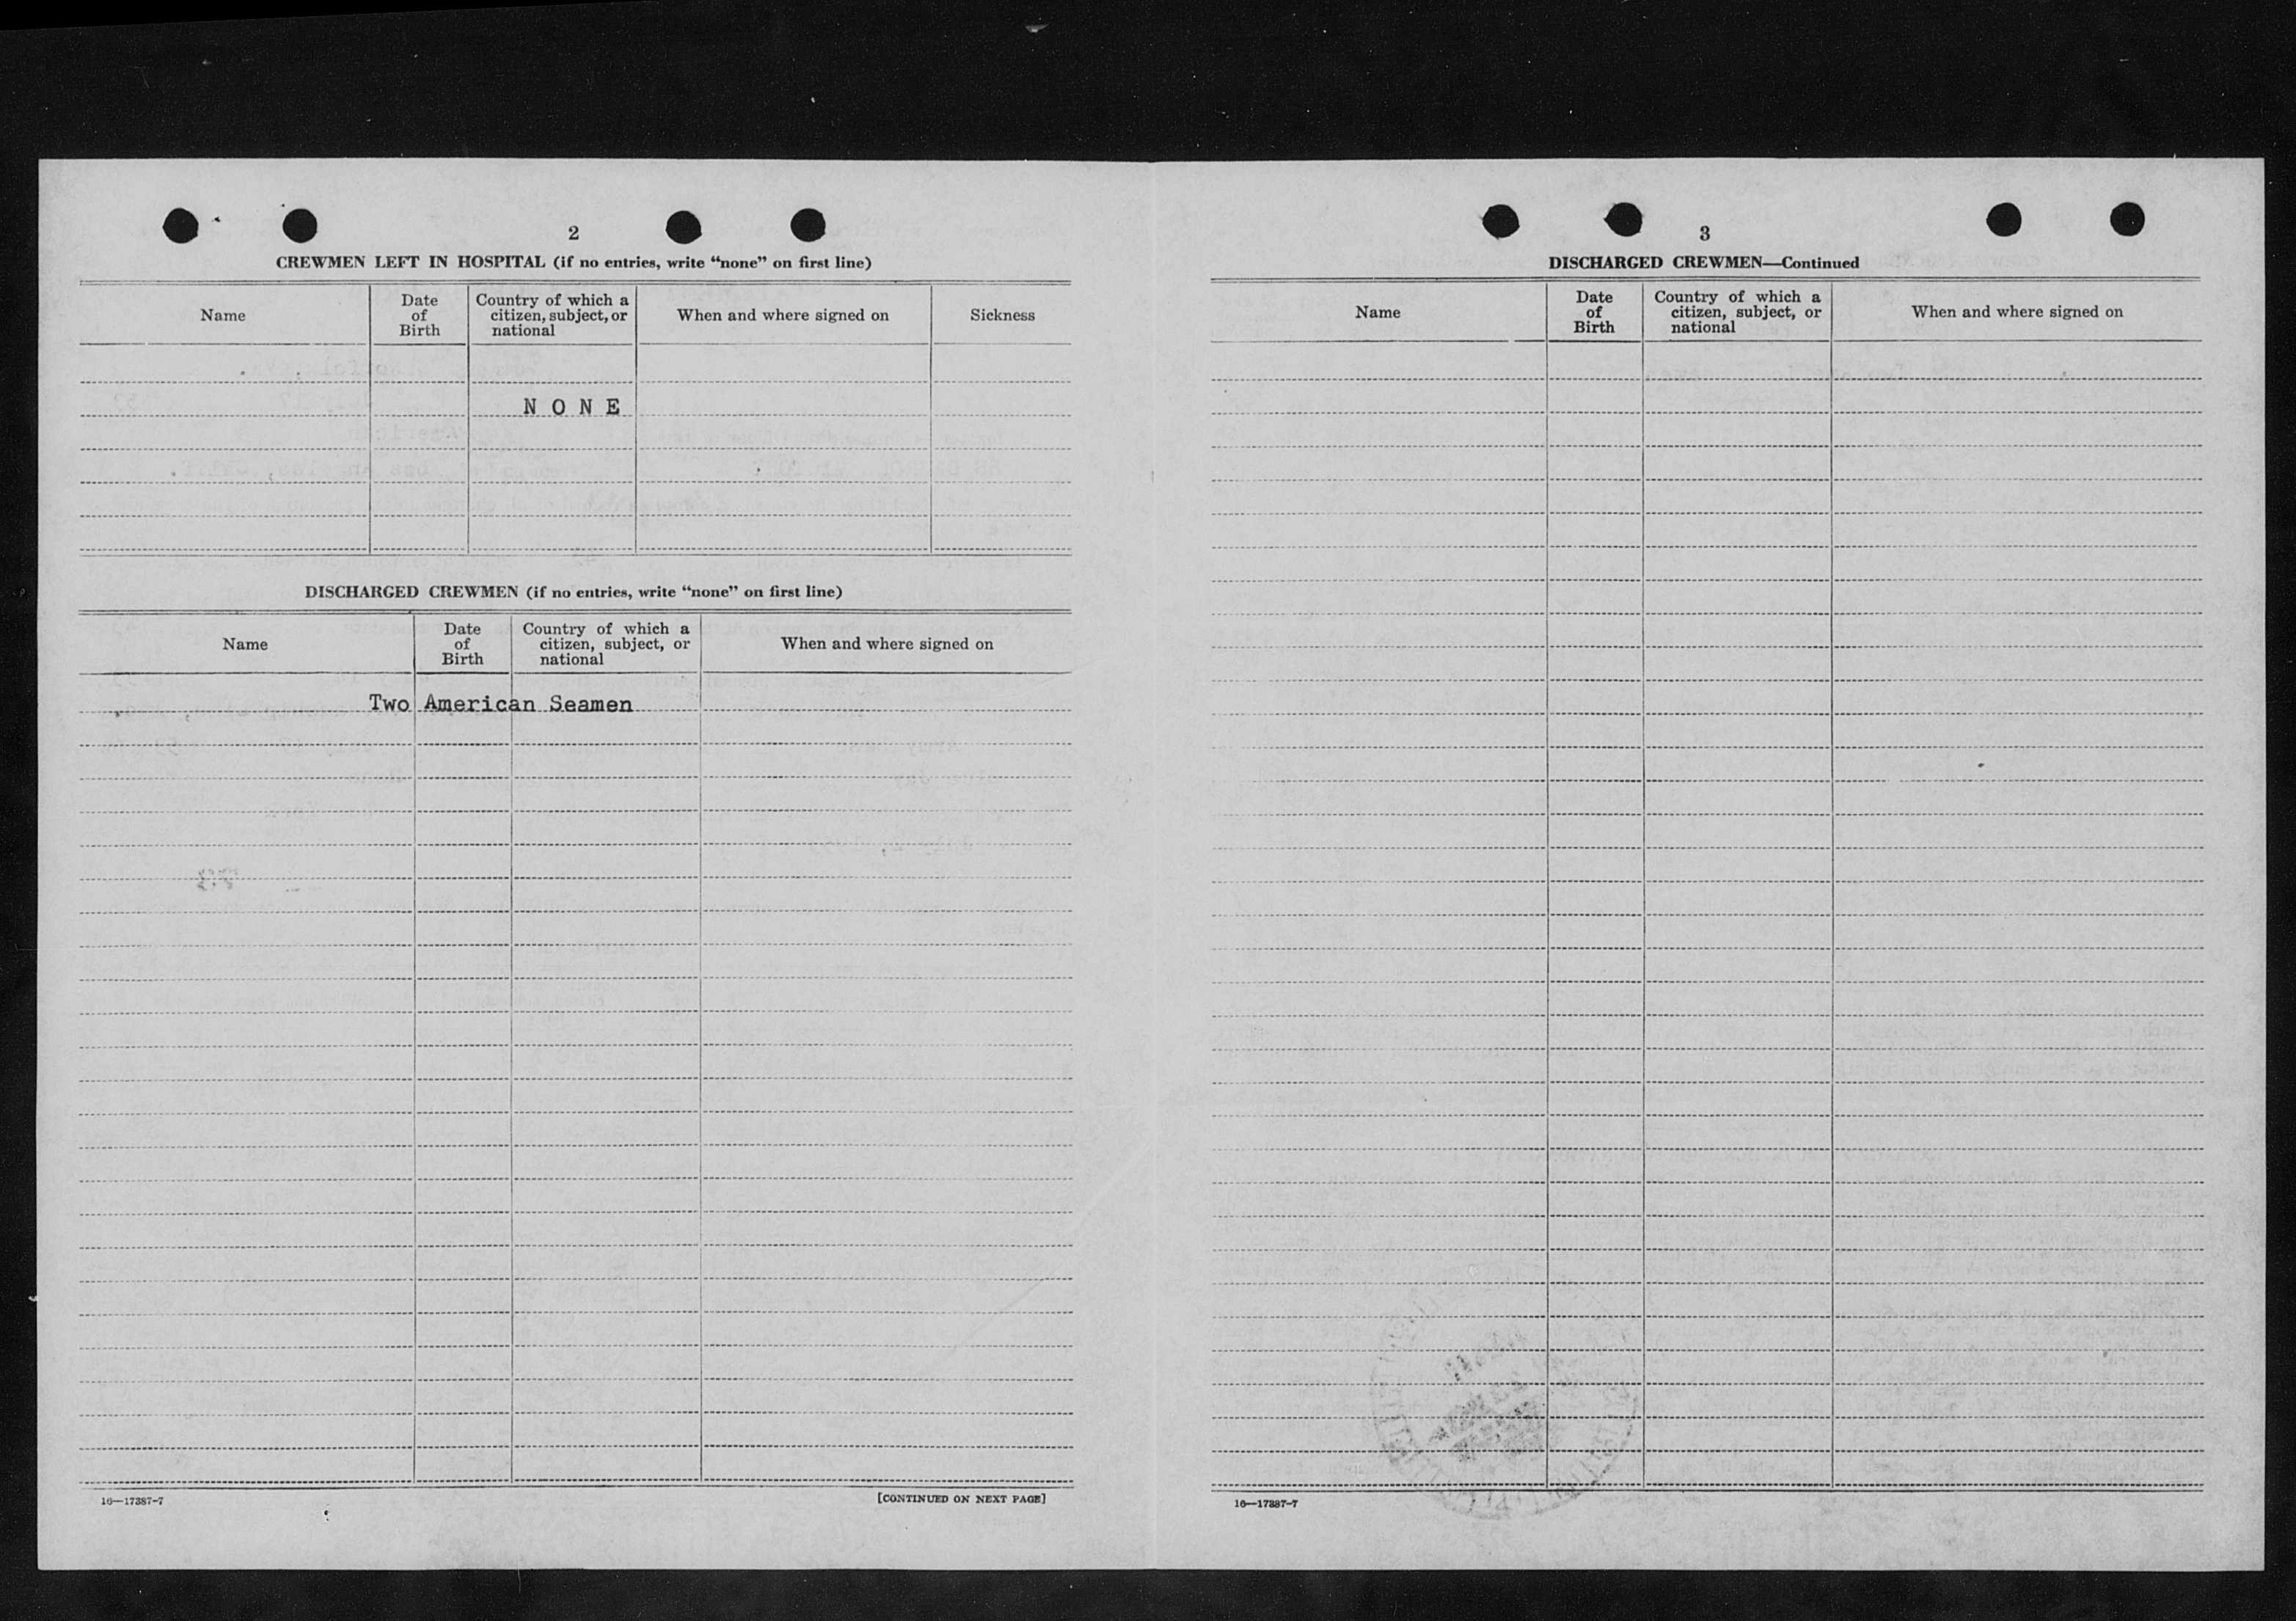 2
CREWMEN LEFT IN HOSPITAL (if no entries, write “none” on first line)
Name
Date of Birth
Country of which a citizen, subject, or national
When and where signed on
Sickness
N O N E
DISCHARGED CREWMEN (if no entries, write “none” on first line)
Name
Date of Birth
Country of which a citizen, subject, or national
When and where signed on
Two American Seamen
16—17387-7
[CONTINUED ON NEXT PAGE]
3
DISCHARGED CREWMEN—Continued
Name
Date of Birth
Country of which a citizen, subject, or national
When and where signed on
16—17387-7